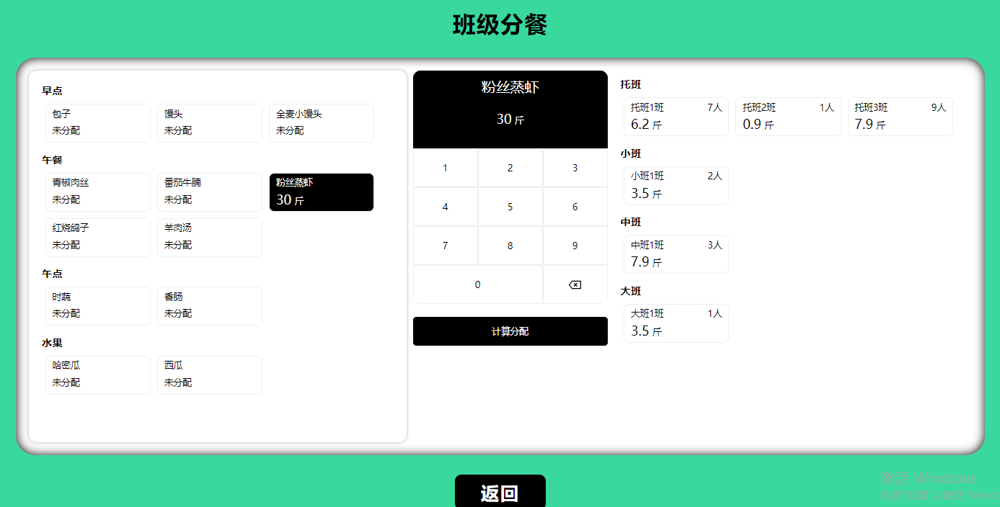 班级分餐
早点
包子
未分配
馒头
未分配
全麦小馒头
未分配
午餐
青椒肉丝
未分配
番茄牛腩
未分配
粉丝蒸虾
30 斤
红烧鸽子
未分配
羊肉汤
未分配
午点
时蔬
未分配
香肠
未分配
水果
哈密瓜
未分配
西瓜
未分配
粉丝蒸虾
30 斤
1 2 3
4 5 6
7 8 9
0
计算分配
托班
托班1班 7人
6.2 斤
托班2班 1人
0.9 斤
托班3班 9人
7.9 斤
小班
小班1班 2人
3.5 斤
中班
中班1班 3人
7.9 斤
大班
大班1班 1人
3.5 斤
返回
激活 Windows